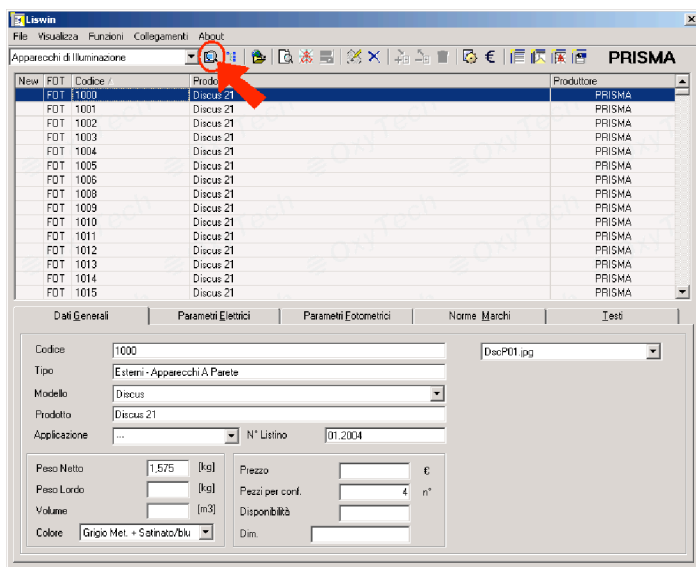 Liswin
File Visualizza Funzioni Collegamenti About
Apparecchi di Illuminazione € PRISMA
New FOT Codice Produttore
FOT 1000 Discus 21 PRISMA
FOT 1001 Discus 21 PRISMA
FOT 1002 Discus 21 PRISMA
FOT 1003 Discus 21 PRISMA
FOT 1004 Discus 21 PRISMA
FOT 1005 Discus 21 PRISMA
FOT 1006 Discus 21 PRISMA
FOT 1008 Discus 21 PRISMA
FOT 1009 Discus 21 PRISMA
FOT 1010 Discus 21 PRISMA
FOT 1011 Discus 21 PRISMA
FOT 1012 Discus 21 PRISMA
FOT 1013 Discus 21 PRISMA
FOT 1014 Discus 21 PRISMA
FOT 1015 Discus 21 PRISMA
Dati Generali Parametri Elettrici Parametri Fotometrici Norme Marchi Testi
Codice 1000 DscP01.jpg
Tipo Esterni - Apparecchi A Parete
Modello Discus
Prodotto Discus 21
Applicazione ... N° Listino 01.2004
Peso Netto 1,575 [kg] Prezzo €
Peso Lordo [kg] Pezzi per conf. 4 n°
Volume [m3] Disponibilità
Colore Grigio Met. + Satinato/blu Dim.
OxyTech